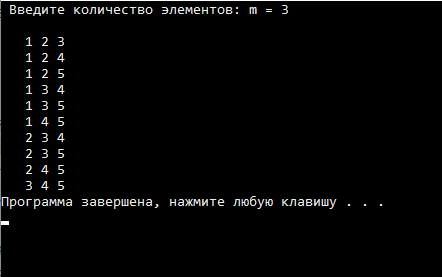 Введите количество элементов: m = 3
1 2 3
1 2 4
1 2 5
1 3 4
1 3 5
1 4 5
2 3 4
2 3 5
2 4 5
3 4 5
Программа завершена, нажмите любую клавишу . . .